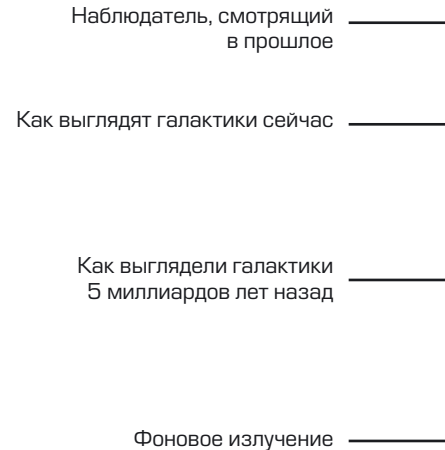 Наблюдатель, смотрящий
в прошлое
Как выглядят галактики сейчас
Как выглядели галактики
5 миллиардов лет назад
Фоновое излучение